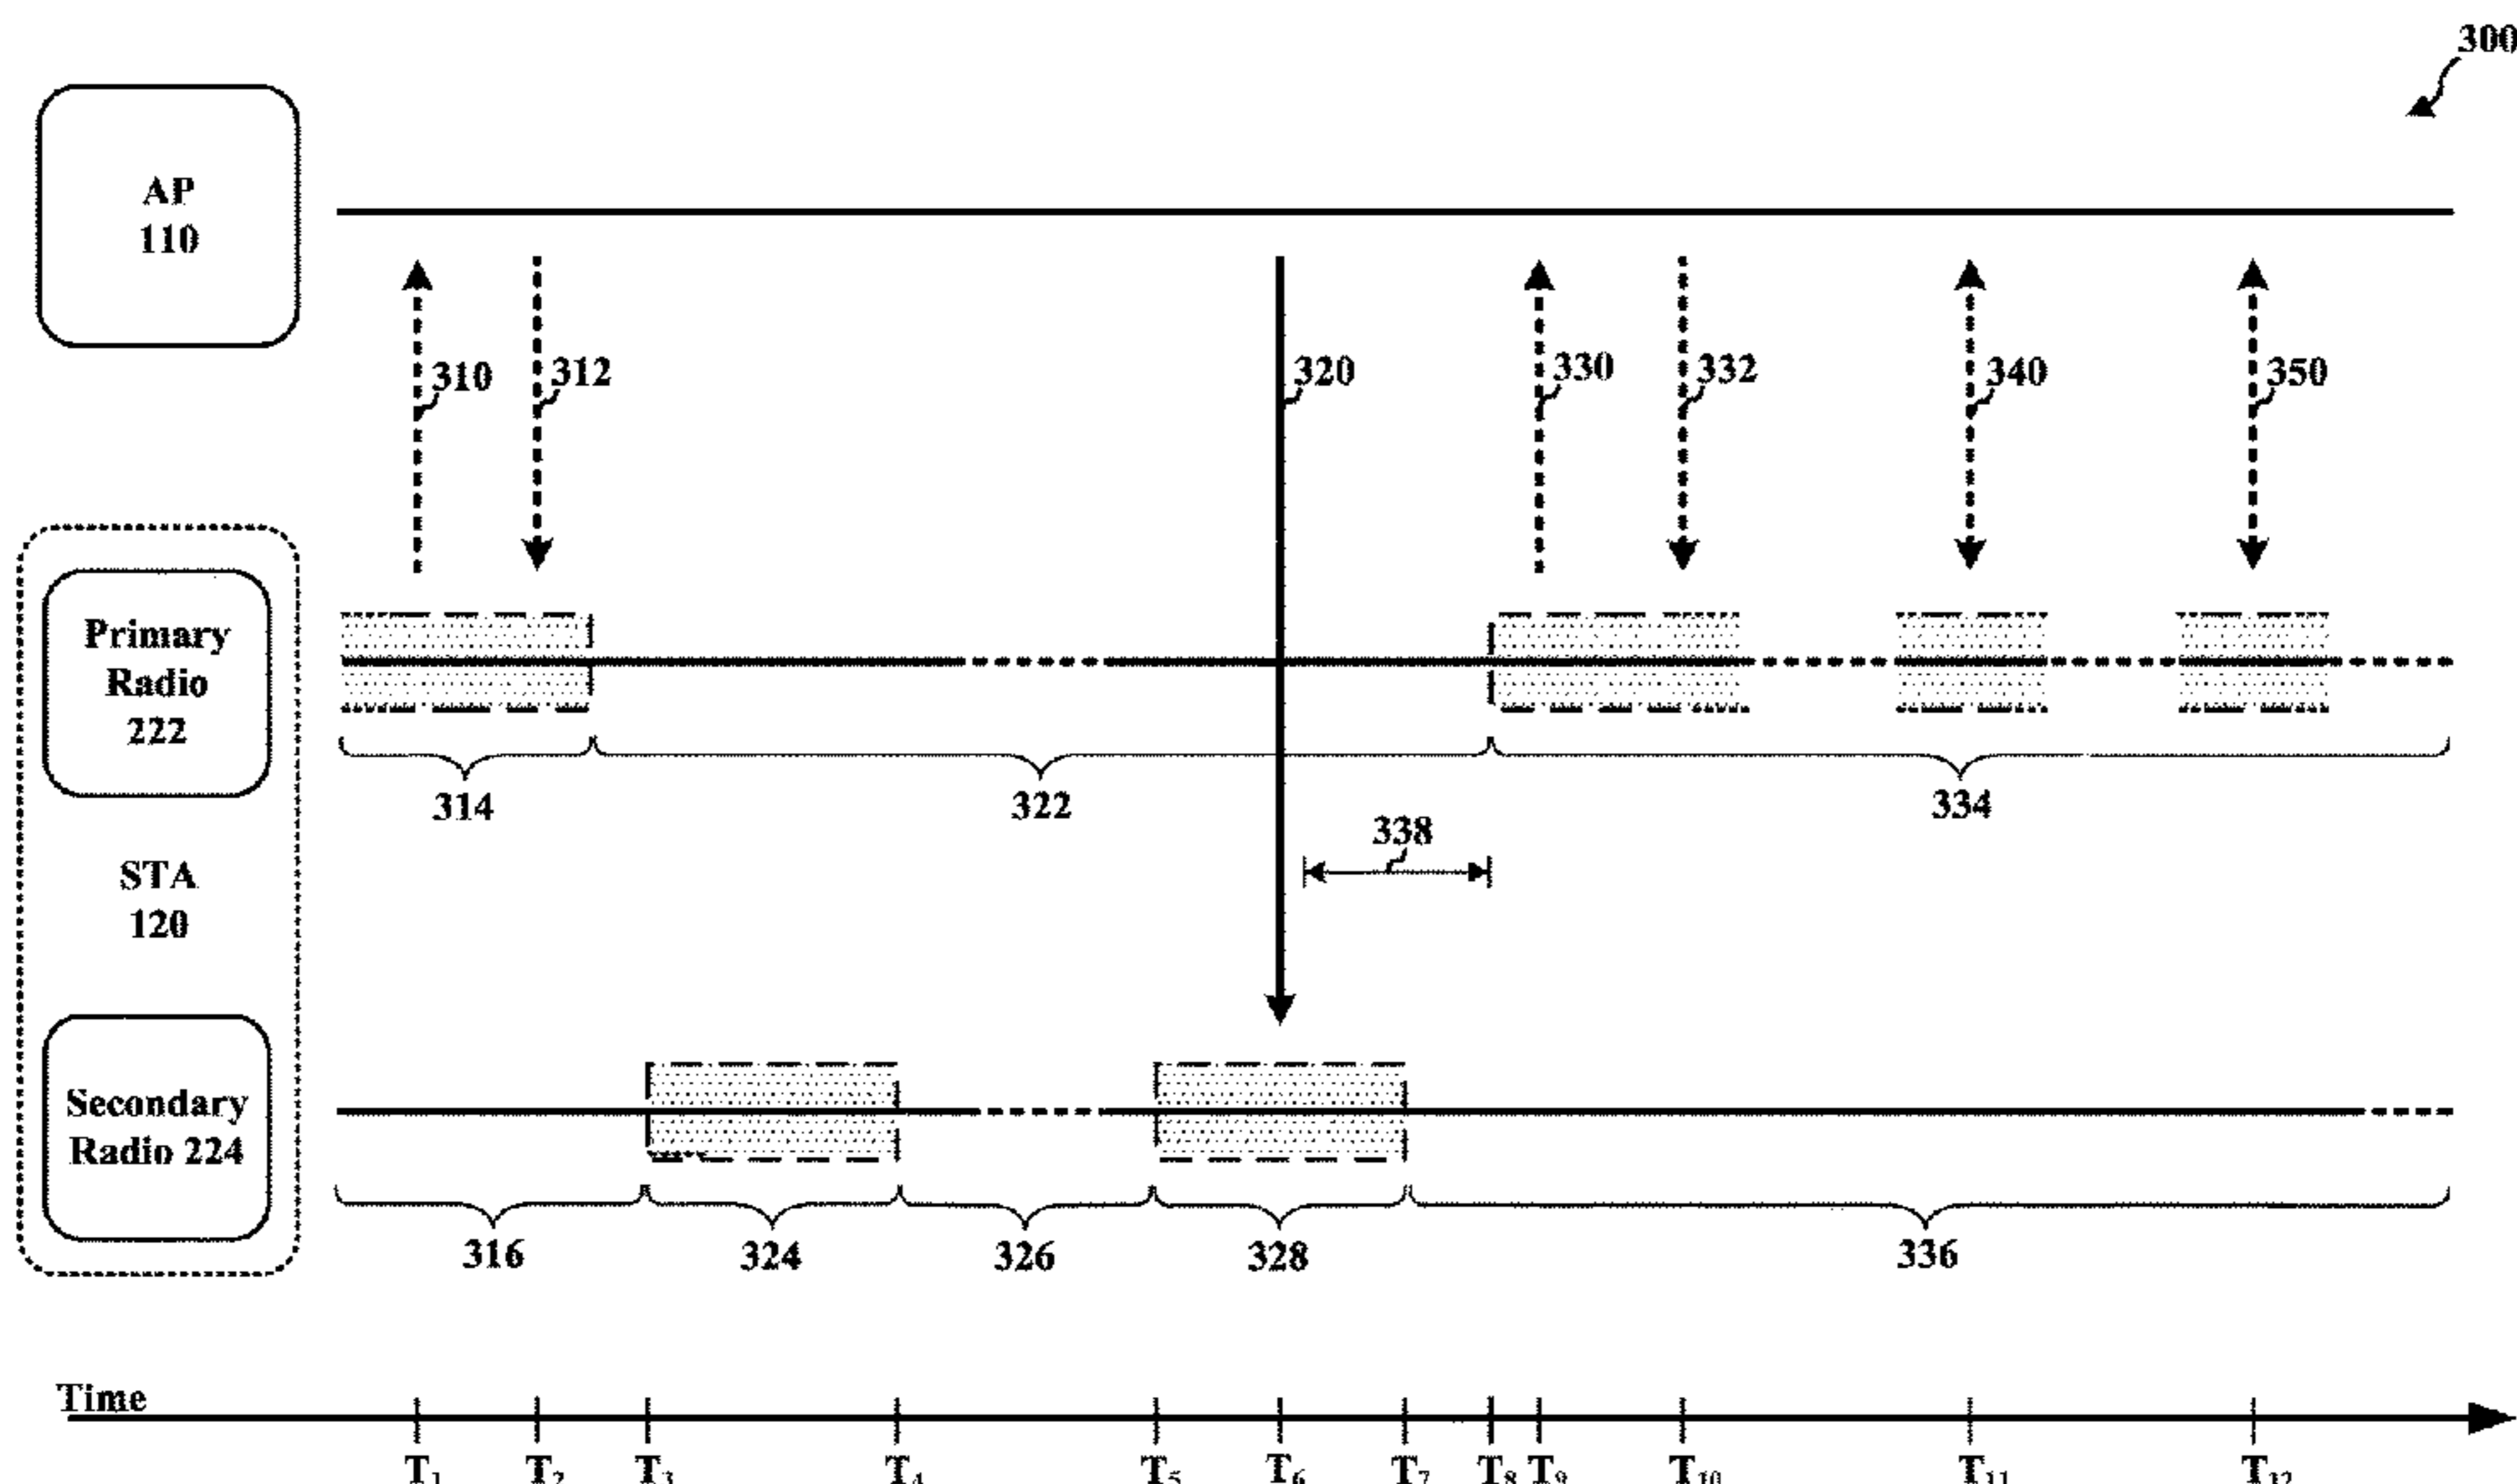 300
AP
110
310
312
320
330
332
340
350
Primary
Radio
222
314
322
334
338
STA
120
Secondary
Radio 224
316
324
326
328
336
Time
T1
T2
T3
T4
T5
T6
T7
T8
T9
T10
T11
T12